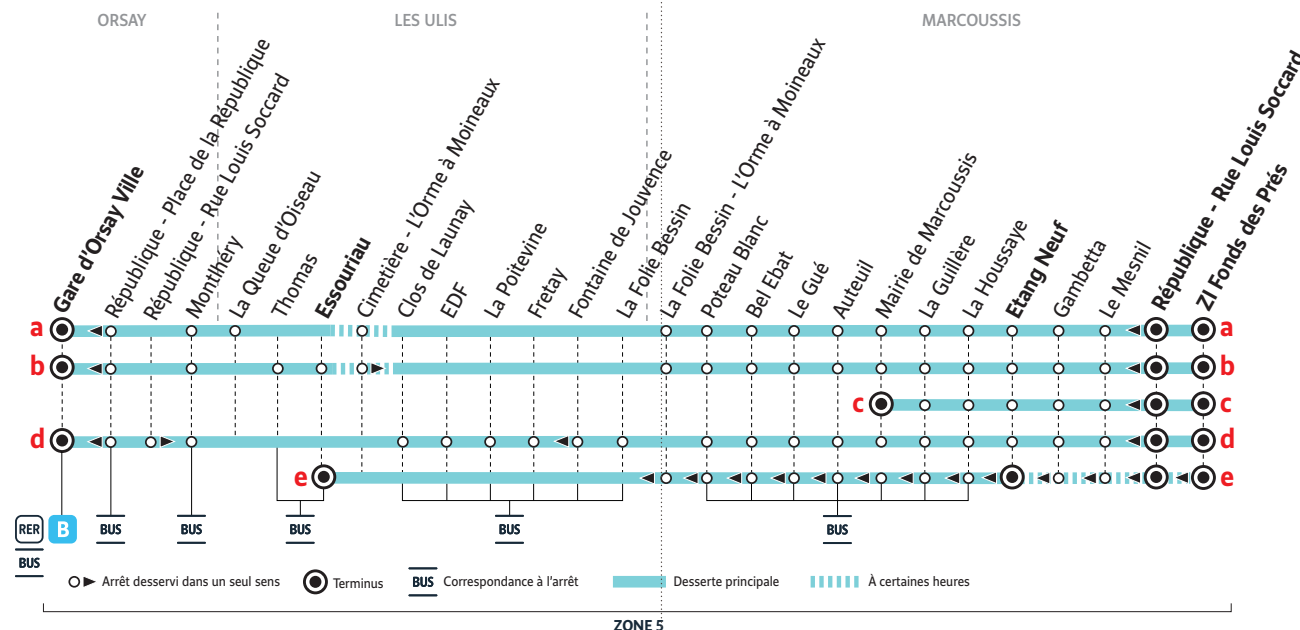 ORSAY
LES ULIS
MARCOUSSIS
Gare d'Orsay Ville
République - Place de la République
République - Rue Louis Soccard
Montlhéry
La Queue d'Oiseau
Thomas
Essouriau
Cimetière - L'Orme à Moineaux
Clos de Launay
EDF
La Poitevine
Fretay
Fontaine de Jouvence
La Folie Bessin
La Folie Bessin - L'Orme à Moineaux
Poteau Blanc
Bel Ebat
Le Gué
Auteuil
Mairie de Marcoussis
La Guillère
La Houssaye
Etang Neuf
Gambetta
Le Mesnil
République - Rue Louis Soccard
ZI Fonds des Prés
a a
b b
c c
d d
e e
RER B BUS BUS BUS BUS BUS
BUS
Arrêt desservi dans un seul sens Terminus BUS Correspondance à l'arrêt Desserte principale À certaines heures
ZONE 5